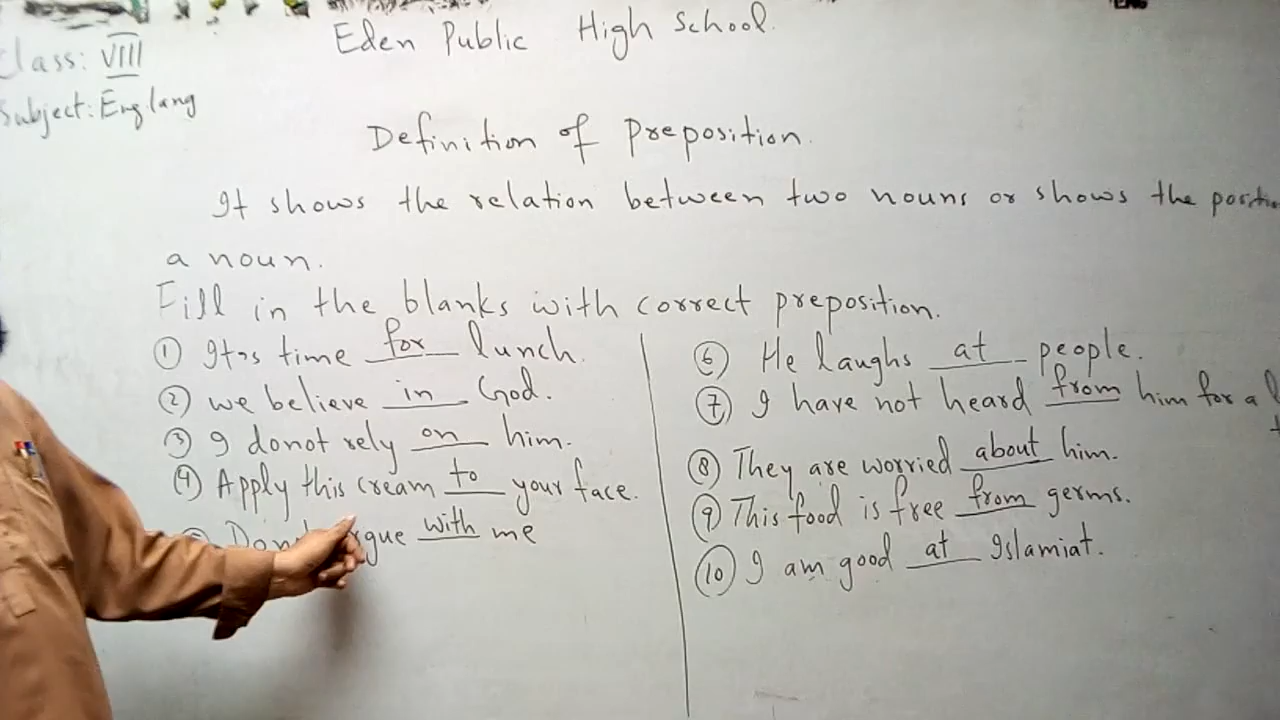 Eden Public High School.
Class: VIII
Subject: Eng lang
Definition of Preposition.
It shows the relation between two nouns or shows the
a noun.
Fill in the blanks with correct preposition.
① It's time for lunch.
② we believe in God.
③ I donot rely on him.
④ Apply this cream to your face.
with me
⑥ He laughs at people.
⑦ I have not heard from him for a
⑧ They are worried about him.
⑨ This food is free from germs.
⑩ I am good at Islamiat.